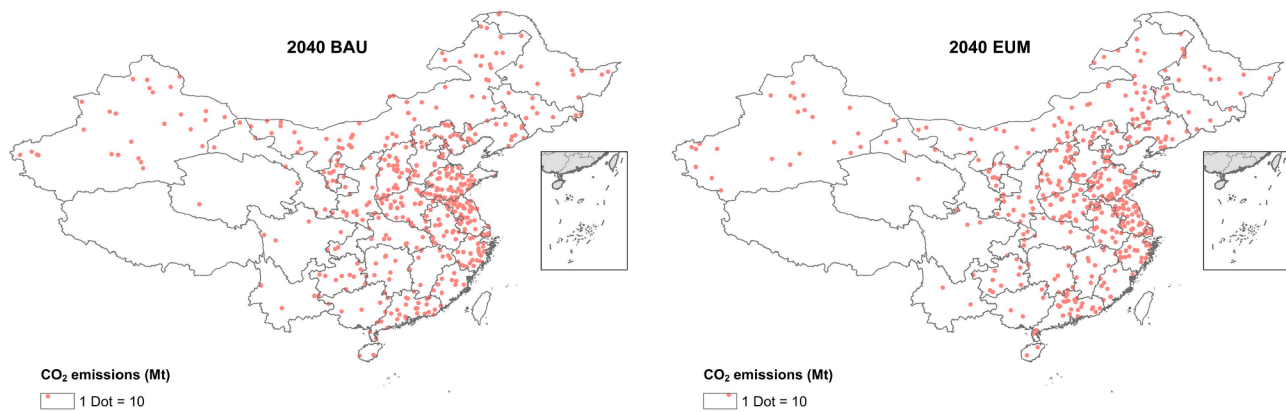 2040 BAU
CO₂ emissions (Mt)
1 Dot = 10
2040 EUM
CO₂ emissions (Mt)
1 Dot = 10